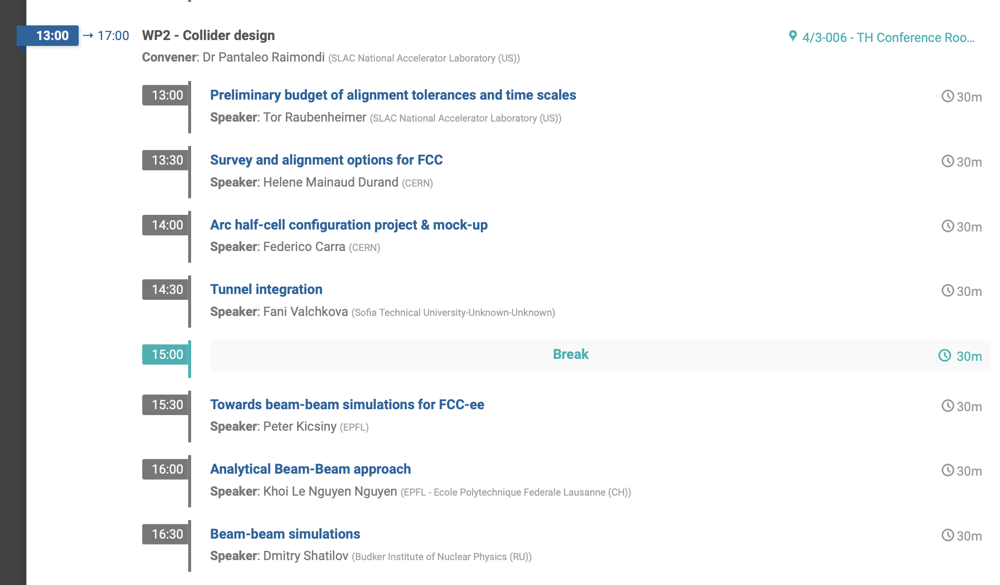 13:00 → 17:00 WP2 - Collider design 4/3-006 - TH Conference Roo...
Convener: Dr Pantaleo Raimondi (SLAC National Accelerator Laboratory (US))
13:00 Preliminary budget of alignment tolerances and time scales 30m
Speaker: Tor Raubenheimer (SLAC National Accelerator Laboratory (US))
13:30 Survey and alignment options for FCC 30m
Speaker: Helene Mainaud Durand (CERN)
14:00 Arc half-cell configuration project & mock-up 30m
Speaker: Federico Carra (CERN)
14:30 Tunnel integration 30m
Speaker: Fani Valchkova (Sofia Technical University-Unknown-Unknown)
15:00 Break 30m
15:30 Towards beam-beam simulations for FCC-ee 30m
Speaker: Peter Kicsiny (EPFL)
16:00 Analytical Beam-Beam approach 30m
Speaker: Khoi Le Nguyen Nguyen (EPFL - Ecole Polytechnique Federale Lausanne (CH))
16:30 Beam-beam simulations 30m
Speaker: Dmitry Shatilov (Budker Institute of Nuclear Physics (RU))